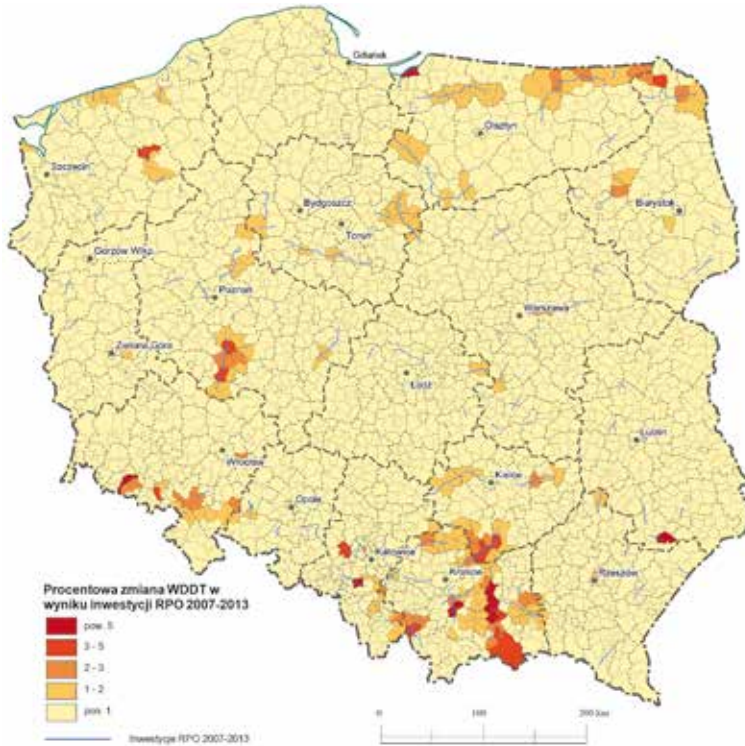 Gdańsk
Olsztyn
Szczecin
Bydgoszcz
Białystok
Toruń
Gorzów Wlkp.
Poznań
Warszawa
Zielona Góra
Łódź
Lublin
Wrocław
Kielce
Opole
Katowice
Kraków
Rzeszów
Procentowa zmiana WDDT w
wyniku Inwestycji RPO 2007-2013
pow. 5
3 - 5
2 - 3
1 - 2
pon. 1
Inwestycje RPO 2007-2013
0 100 200 Km